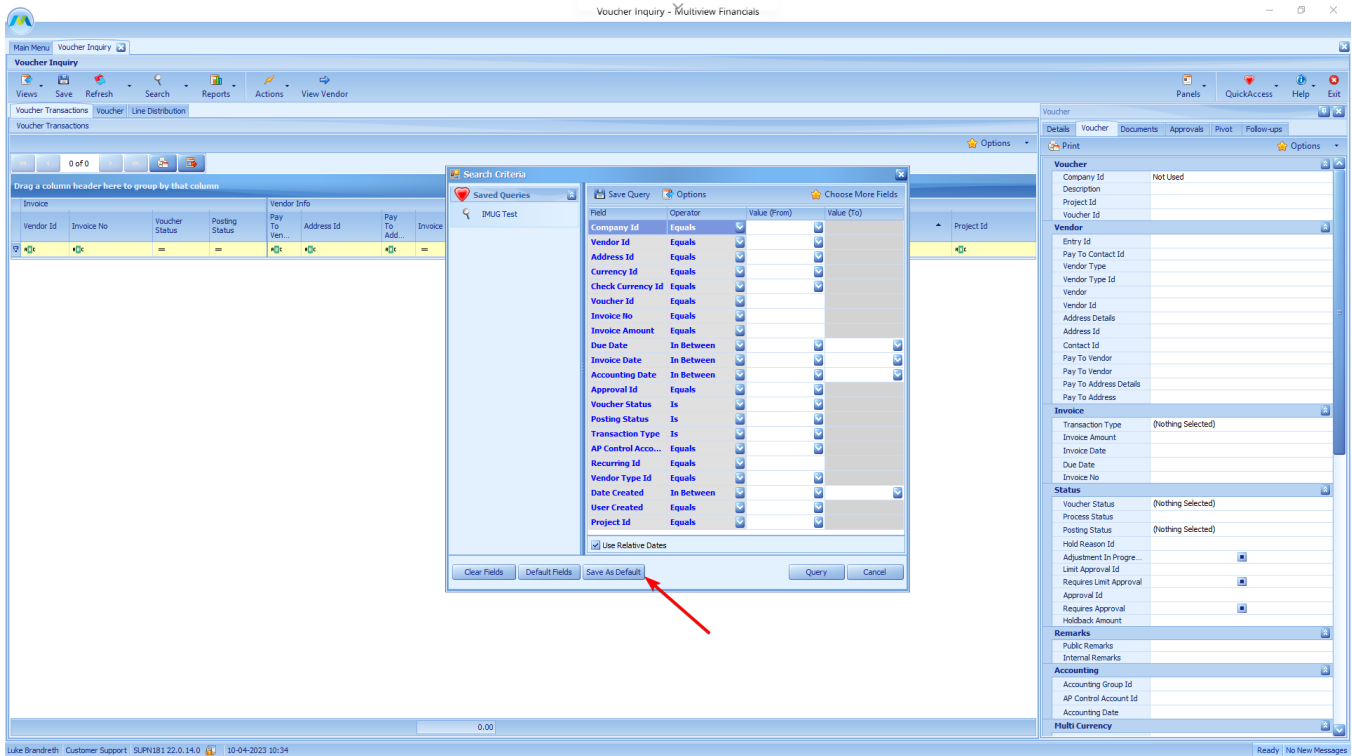 Voucher Inquiry - Multiview Financials
Main Menu Voucher Inquiry
Voucher Inquiry
Views Save Refresh Search Reports Actions View Vendor Panels QuickAccess Help Exit
Voucher Transactions Voucher Line Distribution
Voucher Transactions
Options
0 of 0
Drag a column header here to group by that column
Invoice Vendor Info
Vendor Id Invoice No Voucher Status Posting Status Pay To Ven... Address Id Pay To Add... Invoice Project Id
Search Criteria
Saved Queries
IMUG Test
Save Query Options Choose More Fields
Field Operator Value (From) Value (To)
Company Id Equals
Vendor Id Equals
Address Id Equals
Currency Id Equals
Check Currency Id Equals
Voucher Id Equals
Invoice No Equals
Invoice Amount Equals
Due Date In Between
Invoice Date In Between
Accounting Date In Between
Approval Id Equals
Voucher Status Is
Posting Status Is
Transaction Type Is
AP Control Acco... Equals
Recurring Id Equals
Vendor Type Id Equals
Date Created In Between
User Created Equals
Project Id Equals
Use Relative Dates
Clear Fields Default Fields Save As Default Query Cancel
Voucher
Details Voucher Documents Approvals Pivot Follow-ups
Print Options
Voucher
Company Id Not Used
Description
Project Id
Voucher Id
Vendor
Entry Id
Pay To Contact Id
Vendor Type
Vendor Type Id
Vendor
Vendor Id
Address Details
Address Id
Contact Id
Pay To Vendor
Pay To Vendor
Pay To Address Details
Pay To Address
Invoice
Transaction Type (Nothing Selected)
Invoice Amount
Invoice Date
Due Date
Invoice No
Status
Voucher Status (Nothing Selected)
Process Status
Posting Status (Nothing Selected)
Hold Reason Id
Adjustment In Progre...
Limit Approval Id
Requires Limit Approval
Approval Id
Requires Approval
Holdback Amount
Remarks
Public Remarks
Internal Remarks
Accounting
Accounting Group Id
AP Control Account Id
Accounting Date
Multi Currency
0.00
Luke Brandreth Customer Support SUPN181 22.0.14.0 10-04-2023 10:34 Ready No New Messages